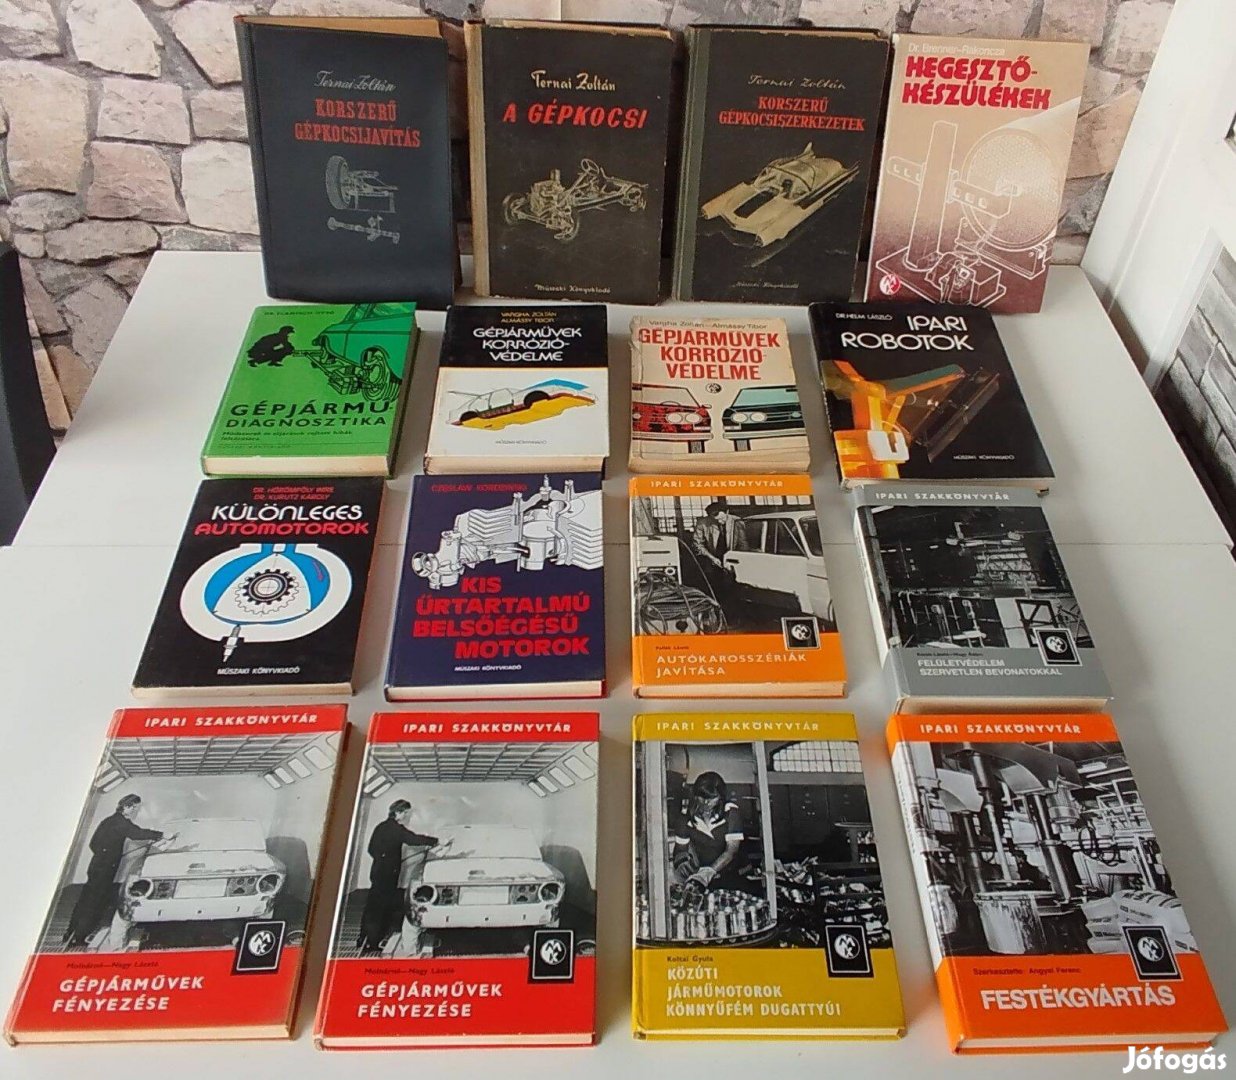 Ternai Zoltán
KORSZERŰ
GÉPKOCSIJAVÍTÁS
Ternai Zoltán
A GÉPKOCSI
Műszaki Könyvkiadó
Ternai Zoltán
KORSZERŰ
GÉPKOCSISZERKEZETEK
Műszaki Könyvkiadó
Dr. Brenner-Rakoncza
HEGESZTŐ-
KÉSZÜLÉKEK
GÉPJÁRMŰ-
DIAGNOSZTIKA
VARGHA ZOLTÁN
ALMÁSSY TIBOR
GÉPJÁRMŰVEK
KORRÓZIÓ-
VÉDELME
MŰSZAKI KÖNYVKIADÓ
Vargha Zoltán—Almássy Tibor
GÉPJÁRMŰVEK
KORRÓZIÓ-
VÉDELME
DR. HELM LÁSZLÓ
IPARI
ROBOTOK
MŰSZAKI KÖNYVKIADÓ
DR. HÖRÖMPÖLY IMRE
DR. KURUTZ KÁROLY
KÜLÖNLEGES
AUTÓMOTOROK
MŰSZAKI KÖNYVKIADÓ
KIS
ŰRTARTALMÚ
BELSŐÉGÉSŰ
MOTOROK
MŰSZAKI KÖNYVKIADÓ
IPARI SZAKKÖNYVTÁR
László
AUTÓKAROSSZÉRIÁK
JAVÍTÁSA
IPARI SZAKKÖNYVTÁR
FELÜLETVÉDELEM
SZERVETLEN BEVONATOKKAL
IPARI SZAKKÖNYVTÁR
Molnárné—Nagy László
GÉPJÁRMŰVEK
FÉNYEZÉSE
IPARI SZAKKÖNYVTÁR
Molnárné—Nagy László
GÉPJÁRMŰVEK
FÉNYEZÉSE
IPARI SZAKKÖNYVTÁR
Koltai Gyula
KÖZÚTI
JÁRMŰMOTOROK
KÖNNYŰFÉM DUGATTYÚI
IPARI SZAKKÖNYVTÁR
Szerkesztette: Angyal Ferenc
FESTÉKGYÁRTÁS
Jófogás